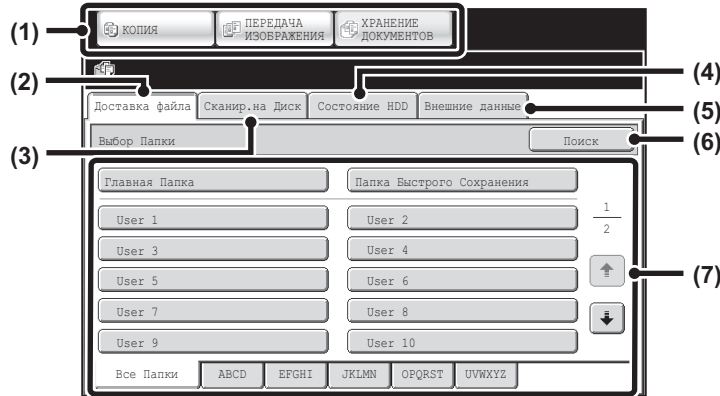 (1)
КОПИЯ
ПЕРЕДАЧА ИЗОБРАЖЕНИЯ
ХРАНЕНИЕ ДОКУМЕНТОВ
(2)
(4)
Доставка файла Сканир.на Диск Состояние HDD Внешние данные
(5)
(3)
Выбор Папки
Поиск
(6)
Главная Папка Папка Быстрого Сохранения
User 1 User 2
1
2
User 3 User 4
User 5 User 6
(7)
User 7 User 8
User 9 User 10
Все Папки ABCD EFGHI JKLMN OPQRST UVWXYZ